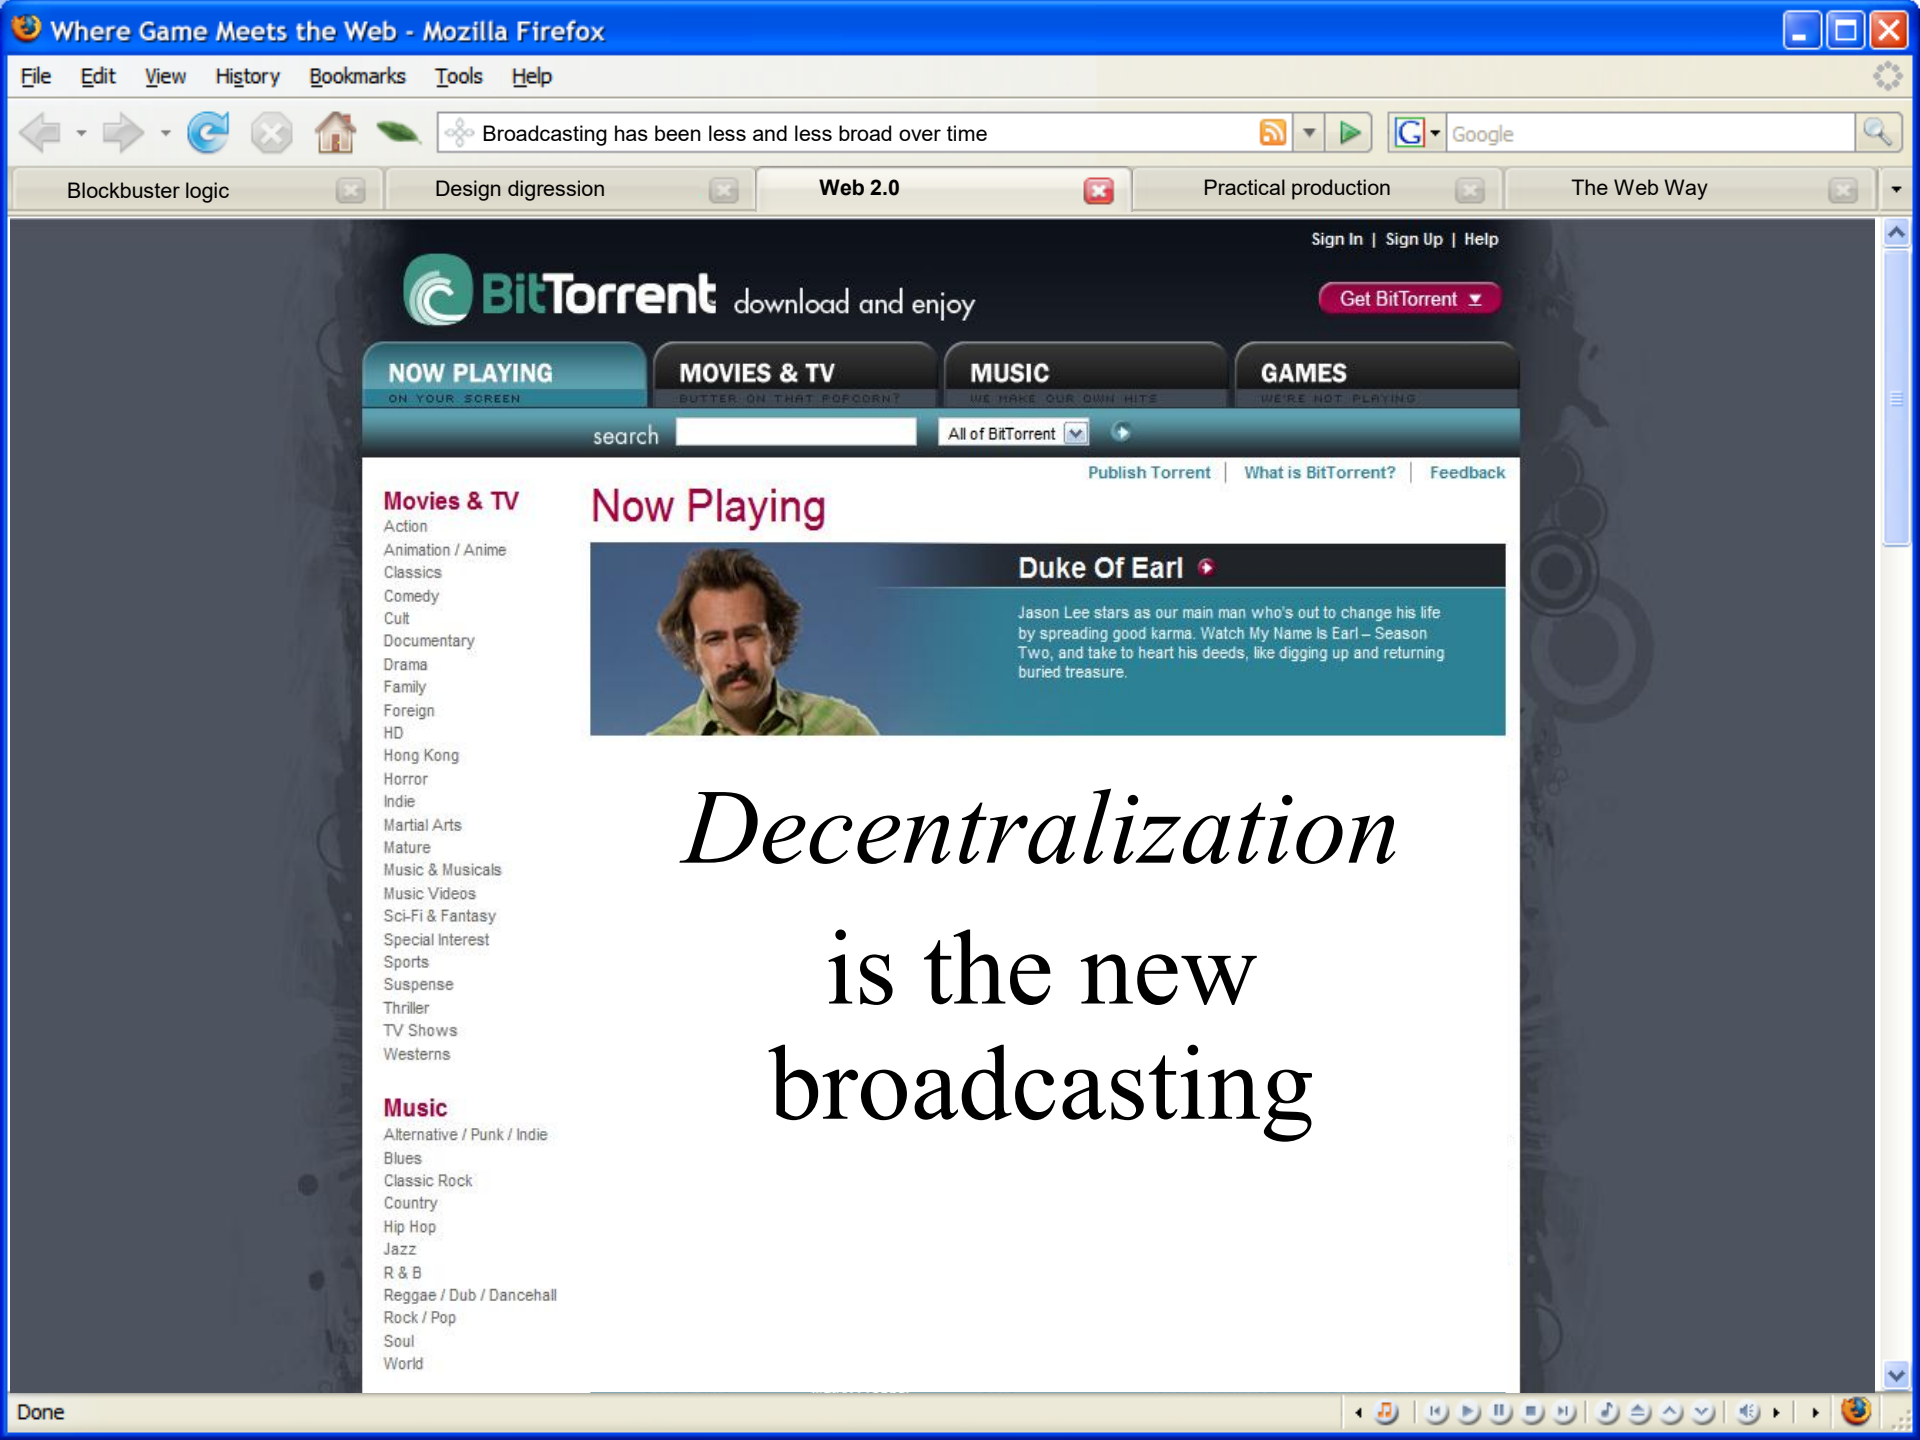 Where Game Meets the Web - Mozilla Firefox
File Edit View History Bookmarks Tools Help
Broadcasting has been less and less broad over time
G Google
Blockbuster logic
Design digression
Web 2.0
Practical production
The Web Way
Sign In | Sign Up | Help
BitTorrent download and enjoy
Get BitTorrent
NOW PLAYING
ON YOUR SCREEN
MOVIES & TV
BUTTER ON THAT POPCORN?
MUSIC
WE MAKE OUR OWN HITS
GAMES
WE'RE NOT PLAYING
search
All of BitTorrent
Publish Torrent | What is BitTorrent? | Feedback
Movies & TV
Action
Animation / Anime
Classics
Comedy
Cult
Documentary
Drama
Family
Foreign
HD
Hong Kong
Horror
Indie
Martial Arts
Mature
Music & Musicals
Music Videos
Sci-Fi & Fantasy
Special Interest
Sports
Suspense
Thriller
TV Shows
Westerns
Music
Alternative / Punk / Indie
Blues
Classic Rock
Country
Hip Hop
Jazz
R & B
Reggae / Dub / Dancehall
Rock / Pop
Soul
World
Now Playing
Duke Of Earl
Jason Lee stars as our main man who's out to change his life
by spreading good karma. Watch My Name Is Earl – Season
Two, and take to heart his deeds, like digging up and returning
buried treasure.
Decentralization
is the new
broadcasting
Done